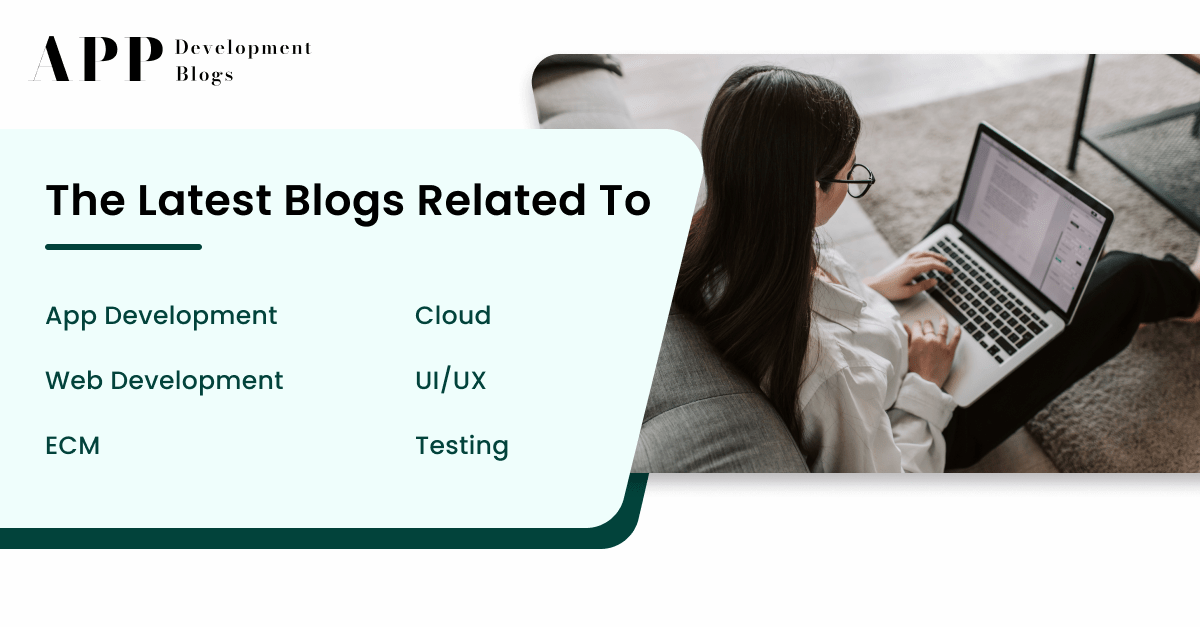 APP Development
Blogs
The Latest Blogs Related To
App Development
Web Development
ECM
Cloud
UI/UX
Testing